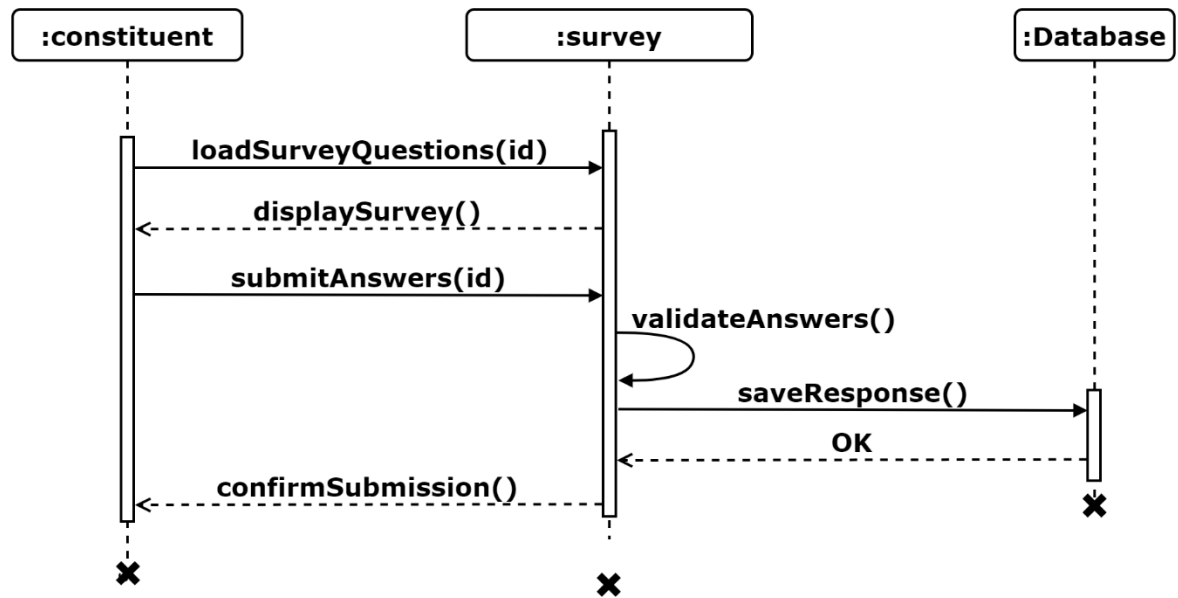 :constituent
:survey
:Database
loadSurveyQuestions(id)
displaySurvey()
submitAnswers(id)
validateAnswers()
saveResponse()
OK
confirmSubmission()